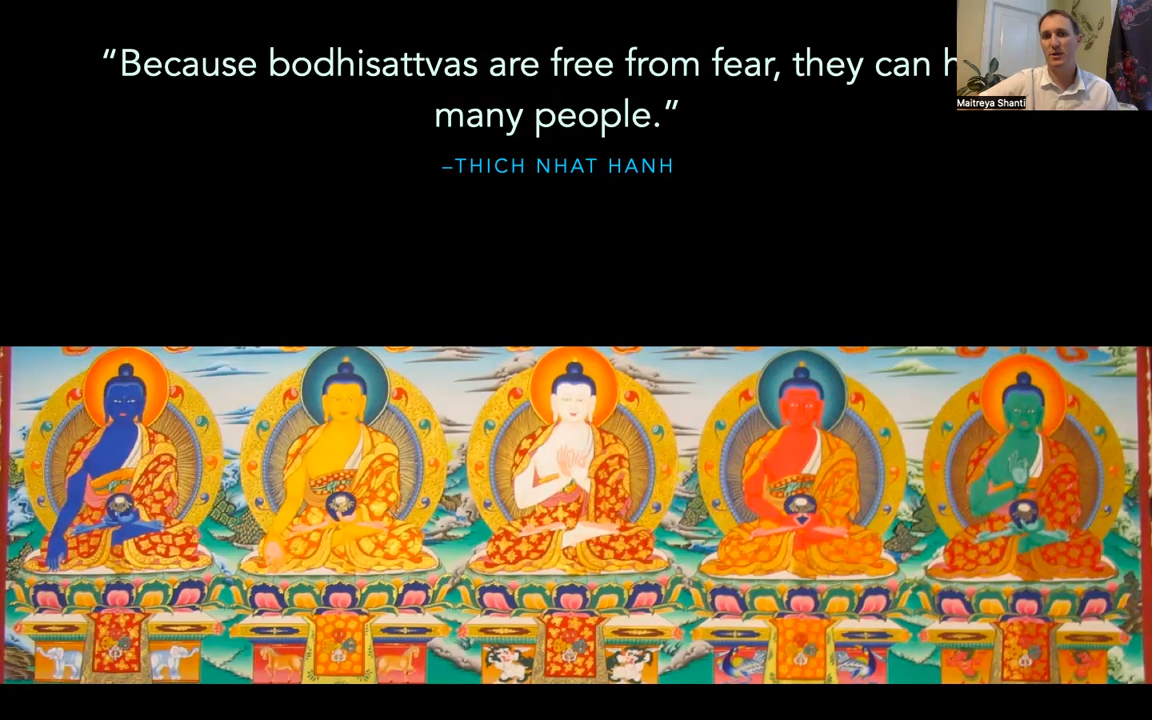 “Because bodhisattvas are free from fear, they can
many people.”
–THICH NHAT HANH
Maitreya Shanti